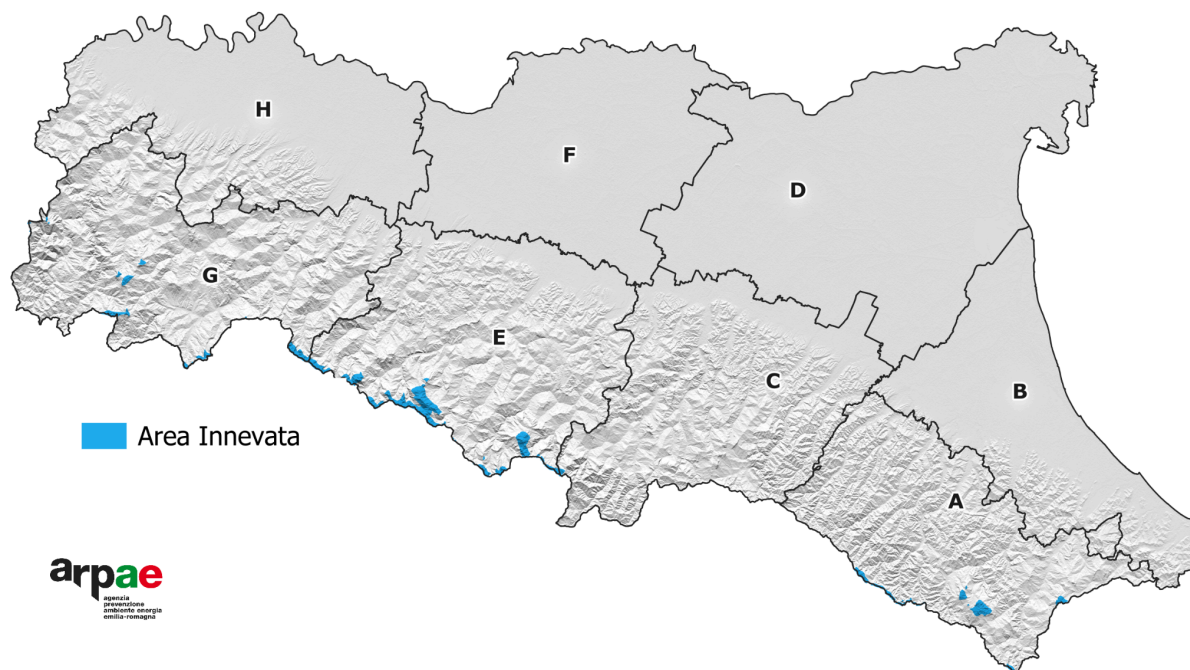 H
F
D
G
E
C
B
A
Area Innevata
arpae
agenzia
prevenzione
ambiente energia
emilia-romagna